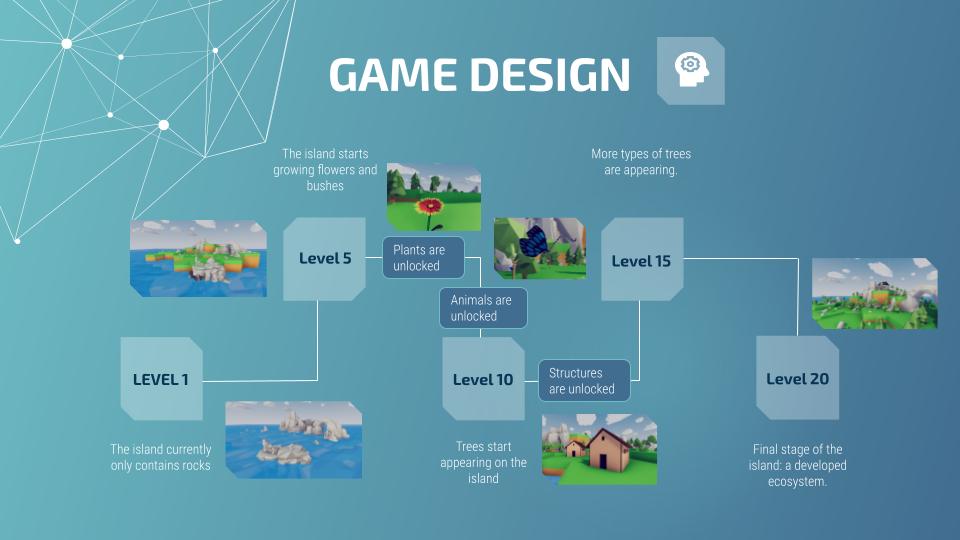 GAME DESIGN
The island starts
growing flowers and
bushes
More types of trees
are appearing.
Level 5
Plants are
unlocked
Level 15
Animals are
unlocked
LEVEL 1
Level 10
Structures
are unlocked
Level 20
The island currently
only contains rocks
Trees start
appearing on the
island
Final stage of the
island: a developed
ecosystem.